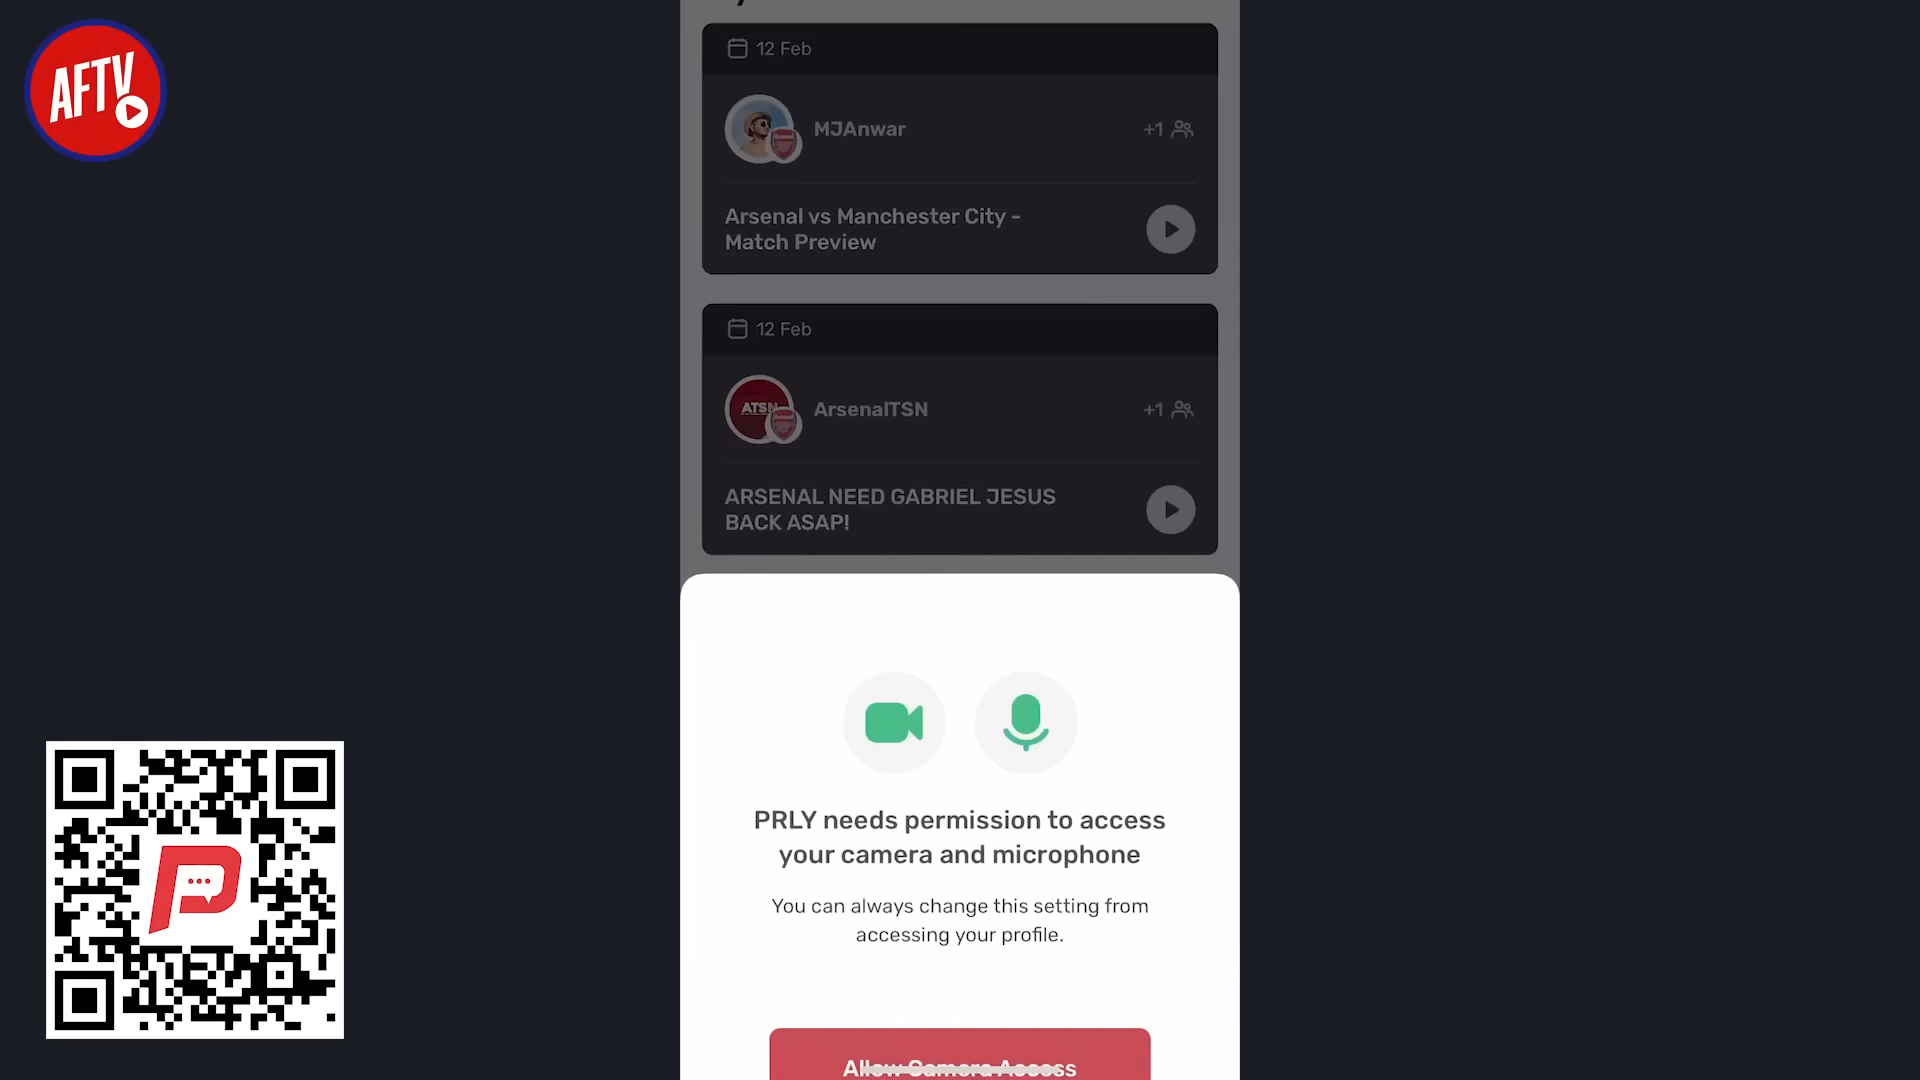 AFTV
12 Feb
MJAnwar
+1
Arsenal vs Manchester City -
Match Preview
12 Feb
ATSN
ArsenalTSN
+1
ARSENAL NEED GABRIEL JESUS
BACK ASAP!
PRLY needs permission to access
your camera and microphone
You can always change this setting from
accessing your profile.
Allow Camera Access
P